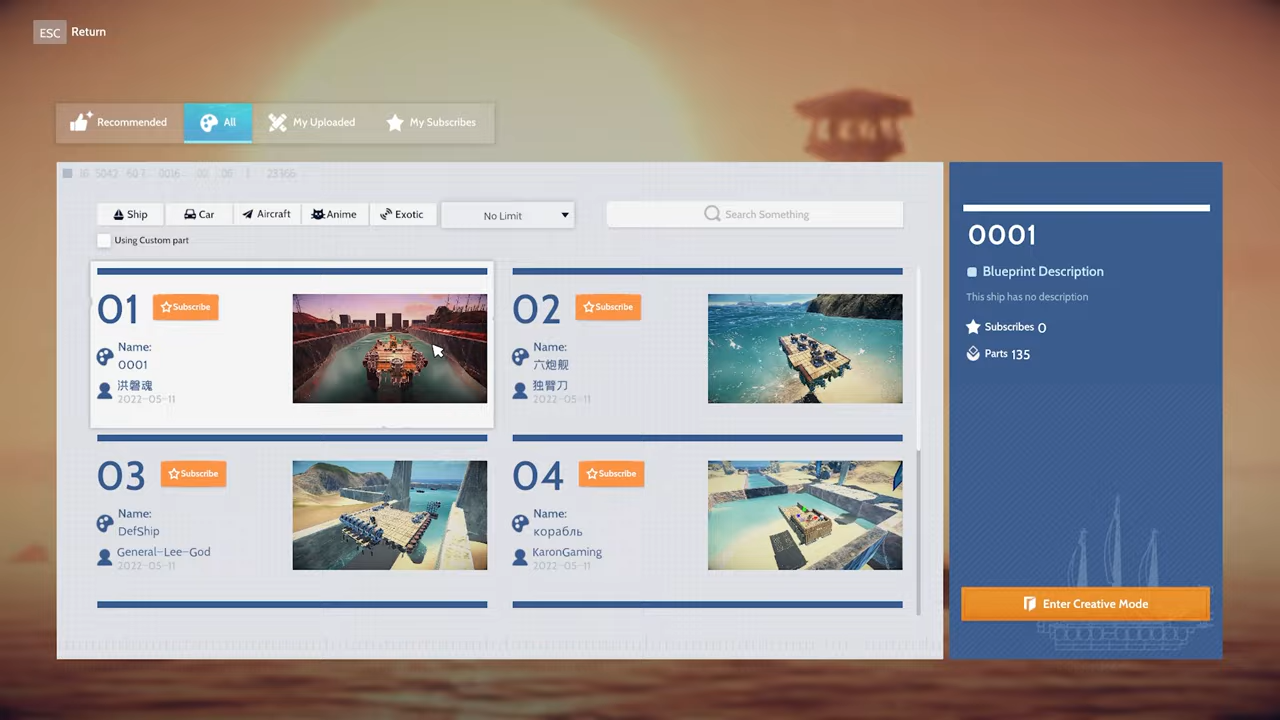 ESC Return
Recommended All My Uploaded My Subscribes
Ship Car Aircraft Anime Exotic No Limit Search Something
Using Custom part
01 Subscribe
Name:
0001
洪磐魂
2022-05-11
02 Subscribe
Name:
六炮舰
独臂刀
2022-05-11
03 Subscribe
Name:
DefShip
General-Lee-God
2022-05-11
04 Subscribe
Name:
корабль
KaronGaming
2022-05-11
0001
Blueprint Description
This ship has no description
Subscribes 0
Parts 135
Enter Creative Mode